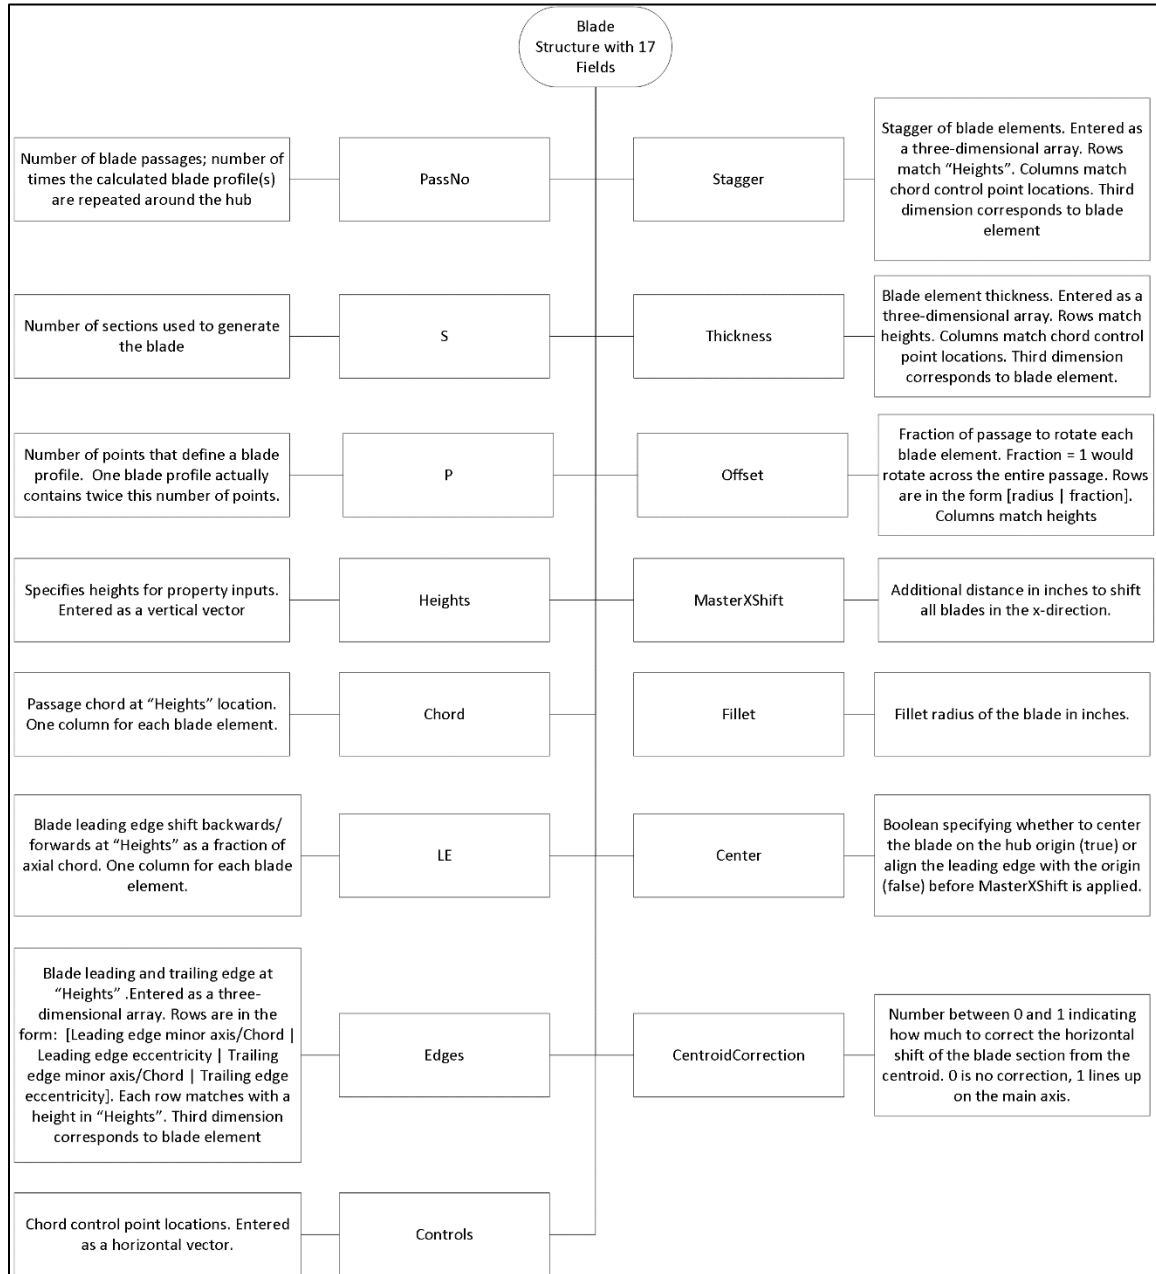 Blade
Structure with 17
Fields
Number of blade passages; number of
times the calculated blade profile(s)
are repeated around the hub
PassNo
Stagger
Stagger of blade elements. Entered as
a three-dimensional array. Rows
match “Heights”. Columns match
chord control point locations. Third
dimension corresponds to blade
element
Number of sections used to generate
the blade
S
Thickness
Blade element thickness. Entered as a
three-dimensional array. Rows match
heights. Columns match chord control
point locations. Third dimension
corresponds to blade element.
Number of points that define a blade
profile.  One blade profile actually
contains twice this number of points.
P
Offset
Fraction of passage to rotate each
blade element. Fraction = 1 would
rotate across the entire passage. Rows
are in the form [radius | fraction].
Columns match heights
Specifies heights for property inputs.
Entered as a vertical vector
Heights
MasterXShift
Additional distance in inches to shift
all blades in the x-direction.
Passage chord at “Heights” location.
One column for each blade element.
Chord
Fillet
Fillet radius of the blade in inches.
Blade leading edge shift backwards/
forwards at “Heights” as a fraction of
axial chord. One column for each blade
element.
LE
Center
Boolean specifying whether to center
the blade on the hub origin (true) or
align the leading edge with the origin
(false) before MasterXShift is applied.
Blade leading and trailing edge at
“Heights” .Entered as a three-
dimensional array. Rows are in the
form:  [Leading edge minor axis/Chord |
Leading edge eccentricity | Trailing
edge minor axis/Chord | Trailing edge
eccentricity]. Each row matches with a
height in “Heights”. Third dimension
corresponds to blade element
Edges
CentroidCorrection
Number between 0 and 1 indicating
how much to correct the horizontal
shift of the blade section from the
centroid. 0 is no correction, 1 lines up
on the main axis.
Chord control point locations. Entered
as a horizontal vector.
Controls